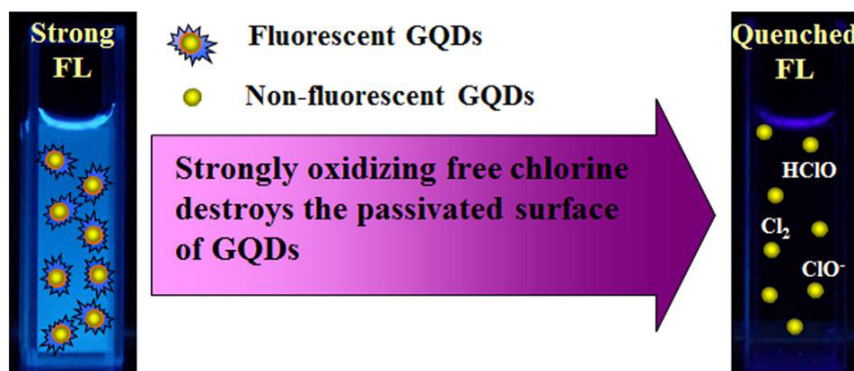 Strong
FL
Fluorescent GQDs
Non-fluorescent GQDs
Strongly oxidizing free chlorine
destroys the passivated surface
of GQDs
Quenched
FL
HClO
Cl₂
ClO⁻